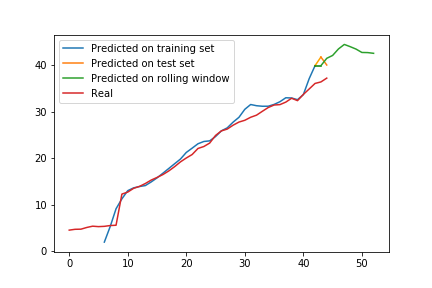 Predicted on training set
Predicted on test set
Predicted on rolling window
Real
40
30
20
10
0
0 10 20 30 40 50